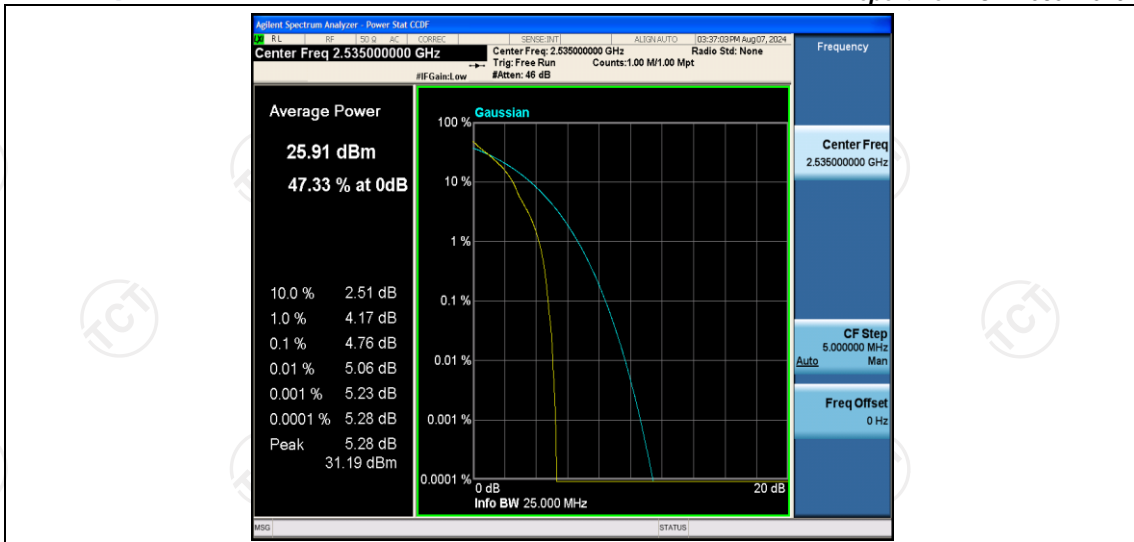 Agilent Spectrum Analyzer - Power Stat CCDF
RL RF 50 Ω AC CORREC SENSE:INT ALIGN AUTO 03:37:03 PM Aug 07, 2024
Center Freq 2.535000000 GHz
Center Freq: 2.535000000 GHz Radio Std: None
Trig: Free Run Counts:1.00 M/1.00 Mpt
#IFGain:Low #Atten: 46 dB
Frequency
Average Power
25.91 dBm
47.33 % at 0dB
10.0 % 2.51 dB
1.0 % 4.17 dB
0.1 % 4.76 dB
0.01 % 5.06 dB
0.001 % 5.23 dB
0.0001 % 5.28 dB
Peak 5.28 dB
31.19 dBm
Gaussian
100 %
10 %
1 %
0.1 %
0.01 %
0.001 %
0.0001 %
0 dB 20 dB
Info BW 25.000 MHz
Center Freq
2.535000000 GHz
CF Step
5.000000 MHz
Auto Man
Freq Offset
0 Hz
MSG STATUS
TCT
TCT